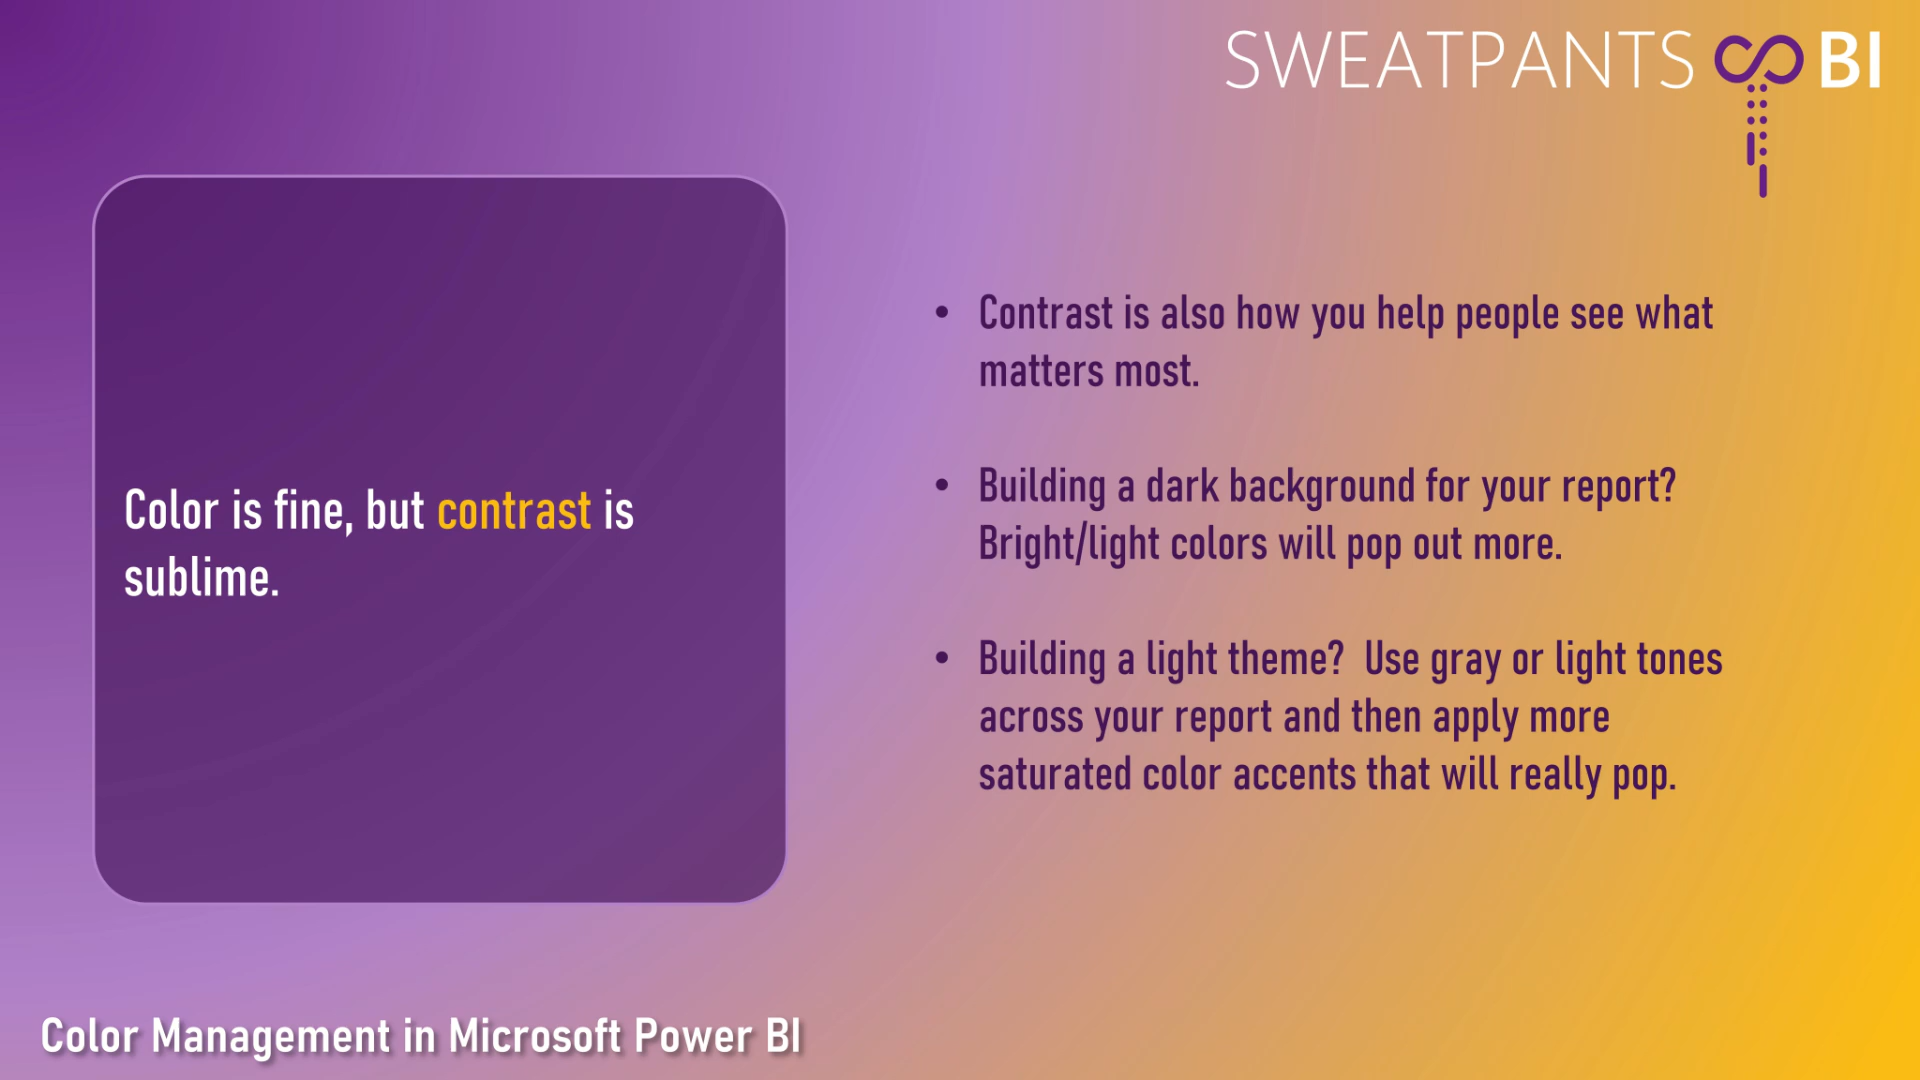 SWEATPANTS BI
Color is fine, but contrast is
sublime.
• Contrast is also how you help people see what
matters most.
• Building a dark background for your report?
Bright/light colors will pop out more.
• Building a light theme?  Use gray or light tones
across your report and then apply more
saturated color accents that will really pop.
Color Management in Microsoft Power BI